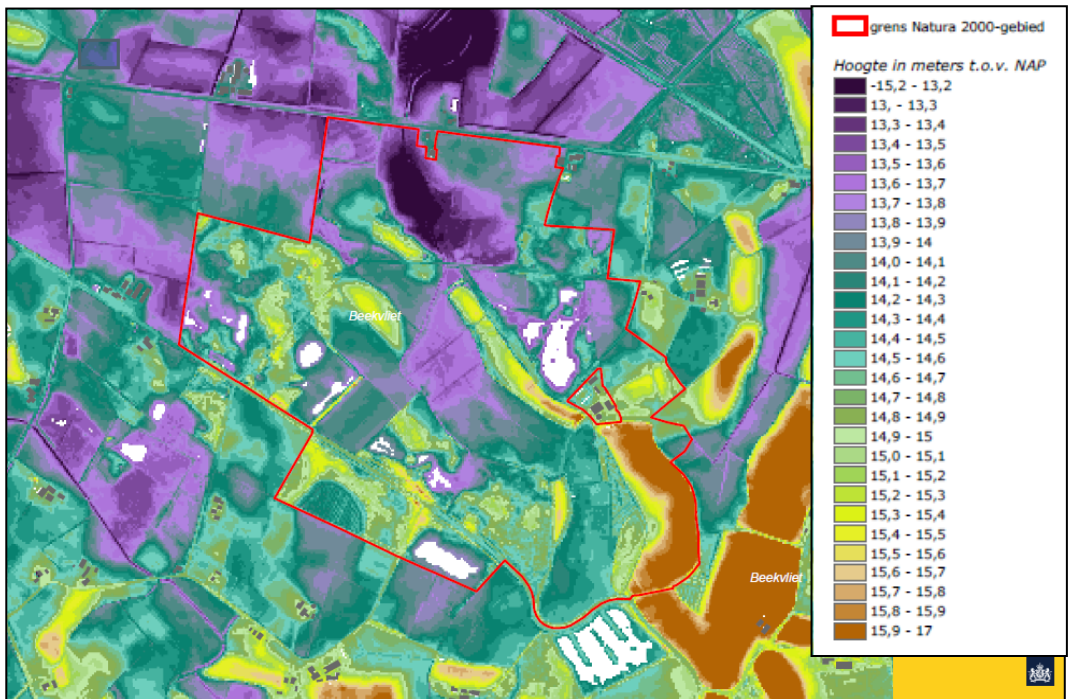 grens Natura 2000-gebied
Hoogte in meters t.o.v. NAP
-15,2 - 13,2
13, - 13,3
13,3 - 13,4
13,4 - 13,5
13,5 - 13,6
13,6 - 13,7
13,7 - 13,8
13,8 - 13,9
13,9 - 14
14,0 - 14,1
14,1 - 14,2
14,2 - 14,3
14,3 - 14,4
14,4 - 14,5
14,5 - 14,6
14,6 - 14,7
14,7 - 14,8
14,8 - 14,9
14,9 - 15
15,0 - 15,1
15,1 - 15,2
15,2 - 15,3
15,3 - 15,4
15,4 - 15,5
15,5 - 15,6
15,6 - 15,7
15,7 - 15,8
15,8 - 15,9
15,9 - 17
Beekvliet
Beekvliet